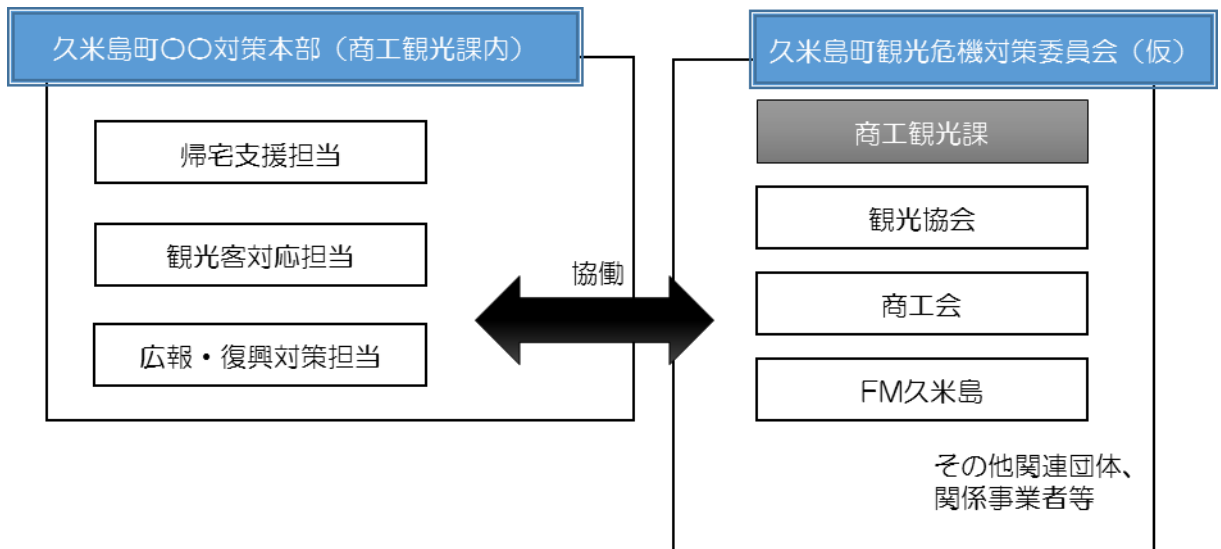 久米島町〇〇対策本部（商工観光課内）
帰宅支援担当
観光客対応担当
広報・復興対策担当
協働
久米島町観光危機対策委員会（仮）
商工観光課
観光協会
商工会
FM久米島
その他関連団体、
関係事業者等